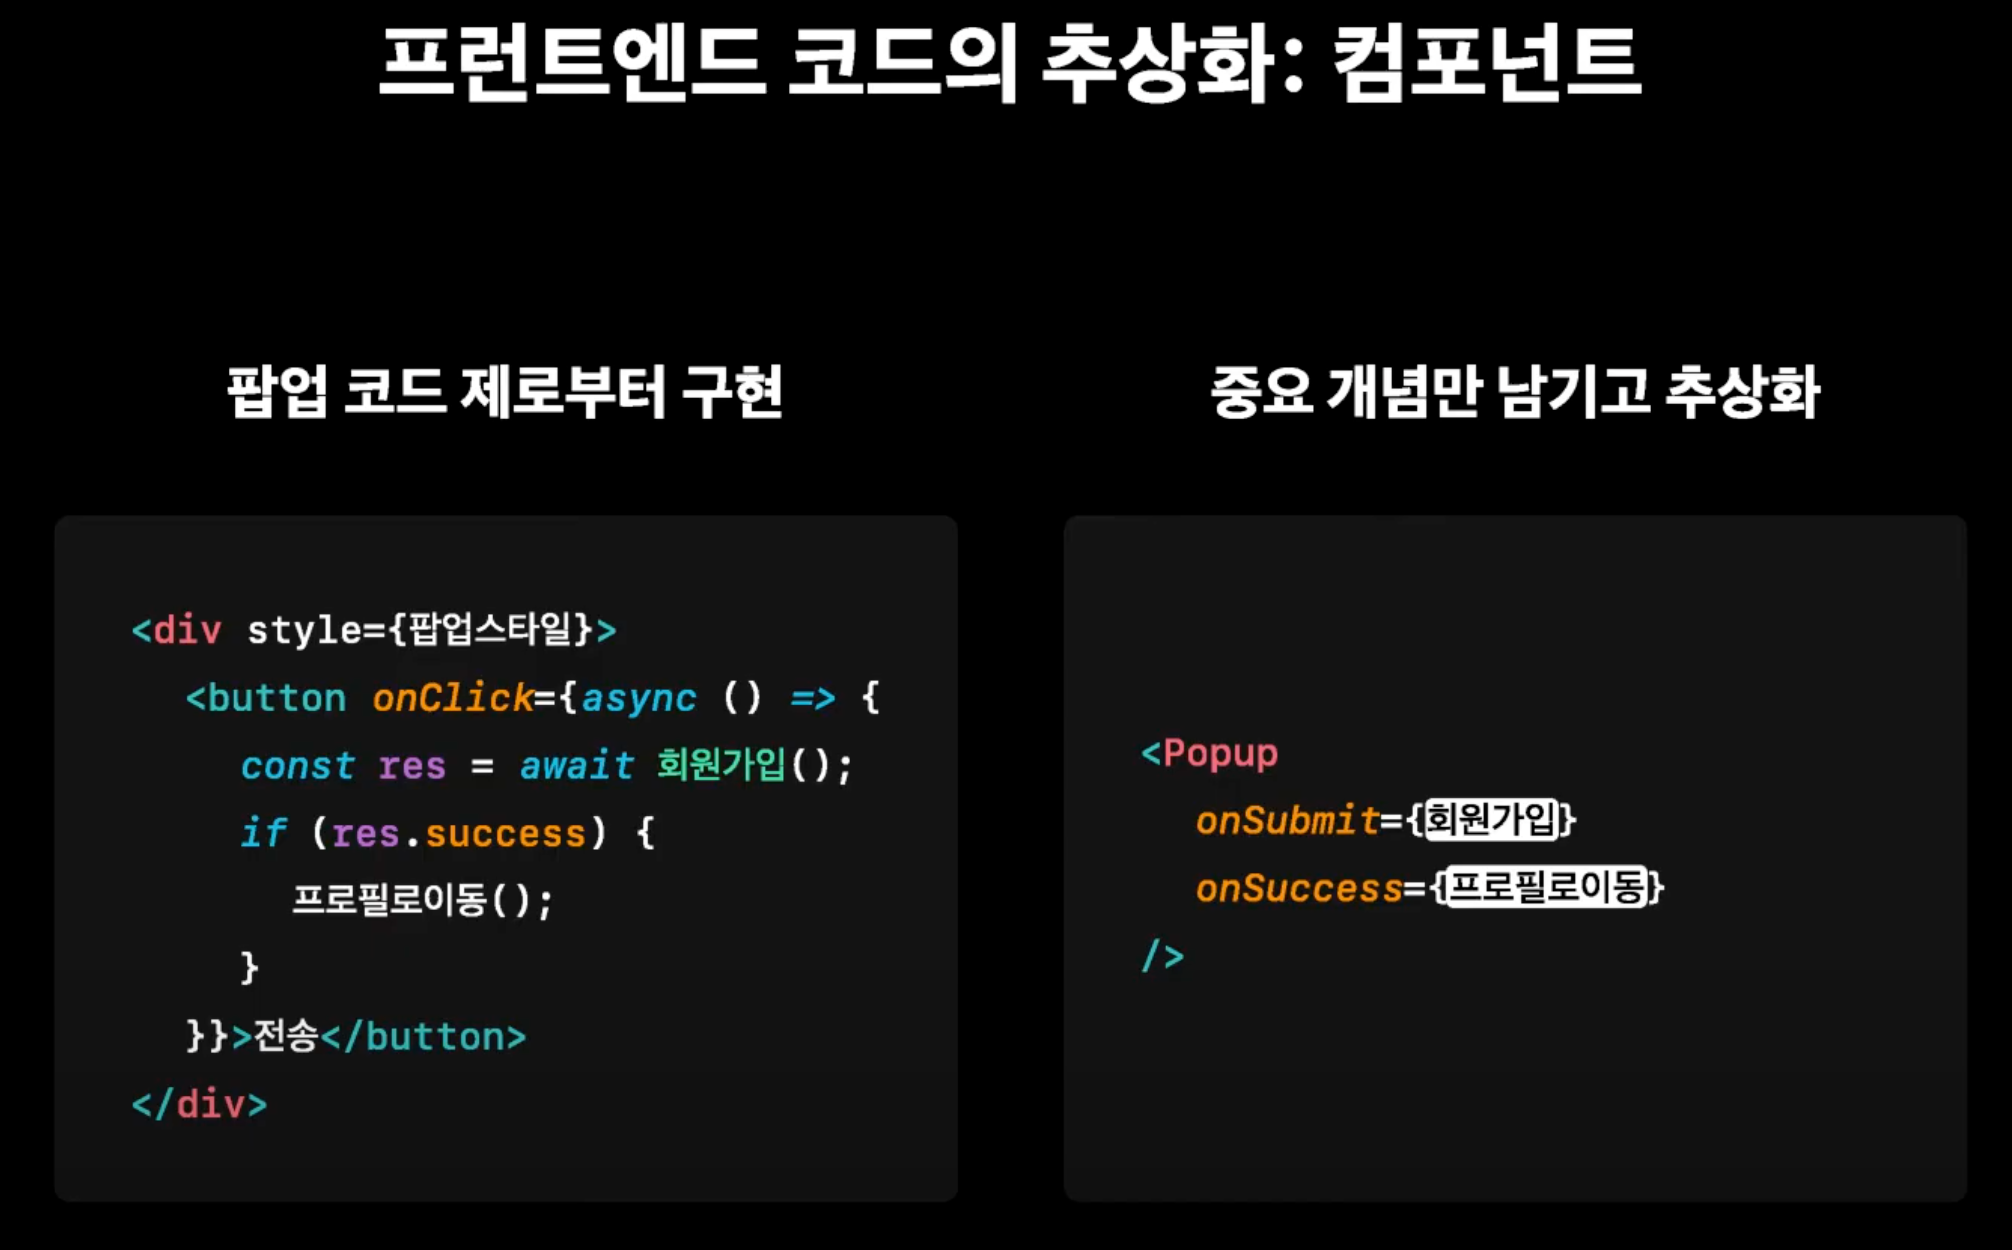 프런트엔드 코드의 추상화: 컴포넌트
팝업 코드 제로부터 구현
<div style={팝업스타일}>
<button onClick={async () => {
const res = await 회원가입();
if (res.success) {
프로필로이동();
}
}}>전송</button>
</div>
중요 개념만 남기고 추상화
<Popup
onSubmit={회원가입}
onSuccess={프로필로이동}
/>